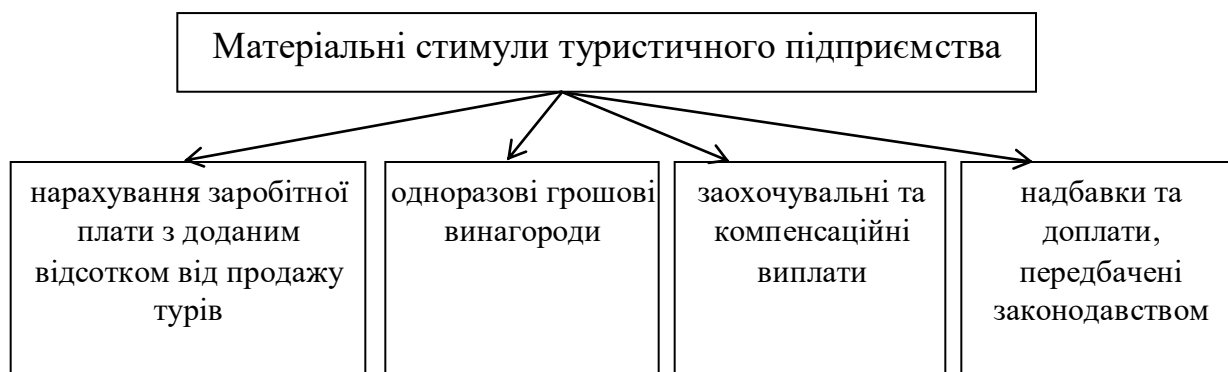 Матеріальні стимули туристичного підприємства
нарахування заробітної
плати з доданим
відсотком від продажу
турів
одноразові грошові
винагороди
заохочувальні та
компенсаційні
виплати
надбавки та
доплати,
передбачені
законодавством